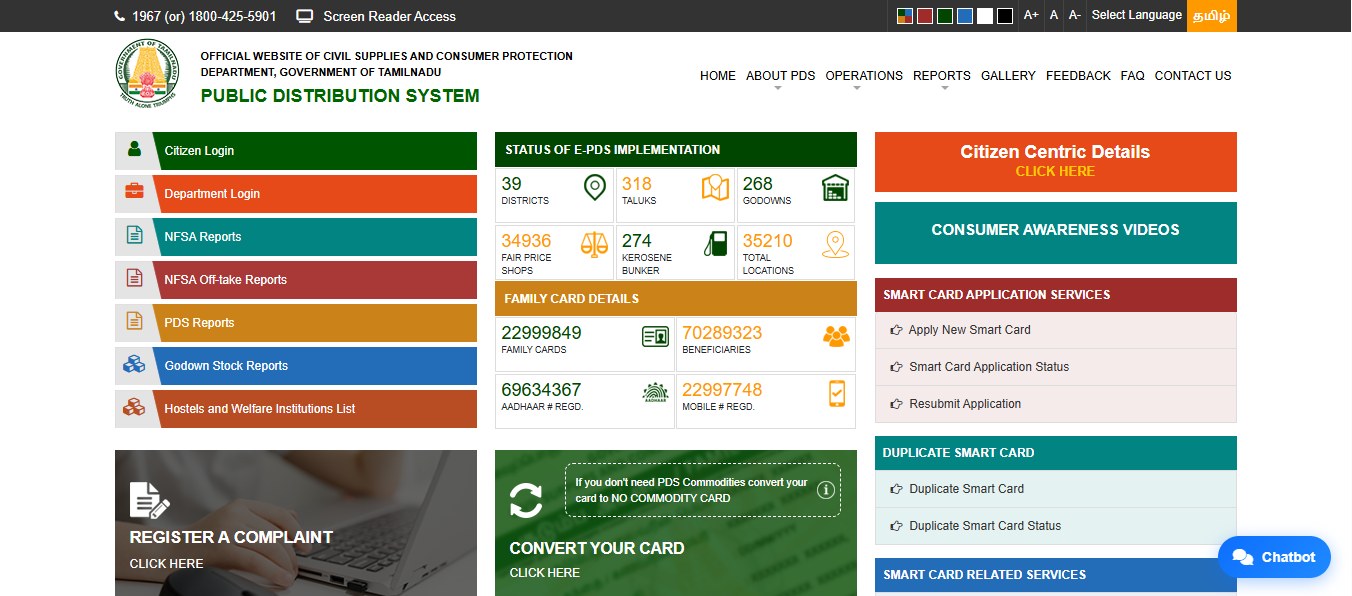 1967 (or) 1800-425-5901
Screen Reader Access
A+ A A-
Select Language
தமிழ்
OFFICIAL WEBSITE OF CIVIL SUPPLIES AND CONSUMER PROTECTION
DEPARTMENT, GOVERNMENT OF TAMILNADU
PUBLIC DISTRIBUTION SYSTEM
HOME ABOUT PDS OPERATIONS REPORTS GALLERY FEEDBACK FAQ CONTACT US
Citizen Login
Department Login
NFSA Reports
NFSA Off-take Reports
PDS Reports
Godown Stock Reports
Hostels and Welfare Institutions List
REGISTER A COMPLAINT
CLICK HERE
STATUS OF E-PDS IMPLEMENTATION
39
DISTRICTS
318
TALUKS
268
GODOWNS
34936
FAIR PRICE
SHOPS
274
KEROSENE
BUNKER
35210
TOTAL
LOCATIONS
FAMILY CARD DETAILS
22999849
FAMILY CARDS
70289323
BENEFICIARIES
69634367
AADHAAR # REGD.
AADHAAR
22997748
MOBILE # REGD.
If you don't need PDS Commodities convert your
card to NO COMMODITY CARD
CONVERT YOUR CARD
CLICK HERE
Citizen Centric Details
CLICK HERE
CONSUMER AWARENESS VIDEOS
SMART CARD APPLICATION SERVICES
Apply New Smart Card
Smart Card Application Status
Resubmit Application
DUPLICATE SMART CARD
Duplicate Smart Card
Duplicate Smart Card Status
SMART CARD RELATED SERVICES
Chatbot